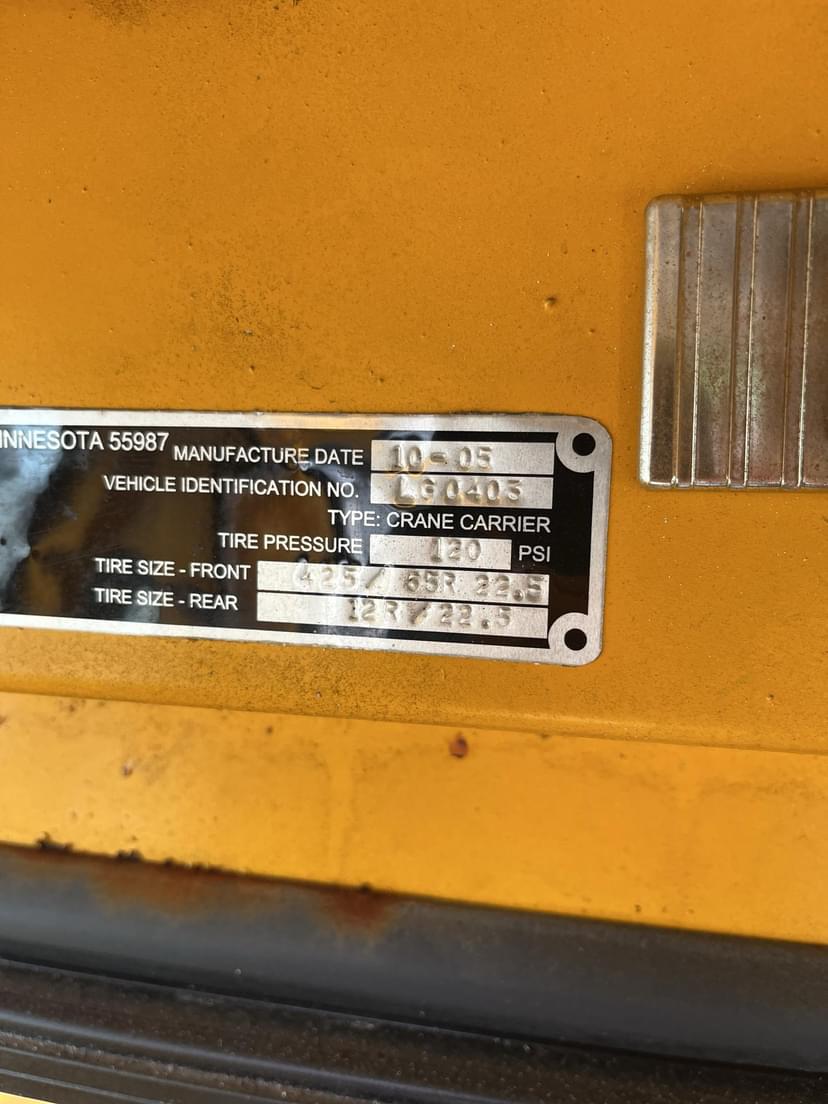 INNESOTA 55987
MANUFACTURE DATE 10-05
VEHICLE IDENTIFICATION NO. LG0403
TYPE: CRANE CARRIER
TIRE PRESSURE 120 PSI
TIRE SIZE - FRONT 425/ 65R 22.5
TIRE SIZE - REAR 12R/22.5